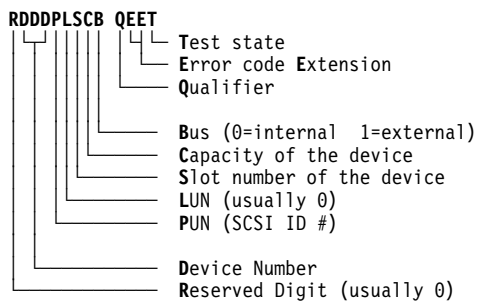 RDDDPLSCB QEET
Test state
Error code Extension
Qualifier
Bus (0=internal 1=external)
Capacity of the device
Slot number of the device
LUN (usually 0)
PUN (SCSI ID #)
Device Number
Reserved Digit (usually 0)